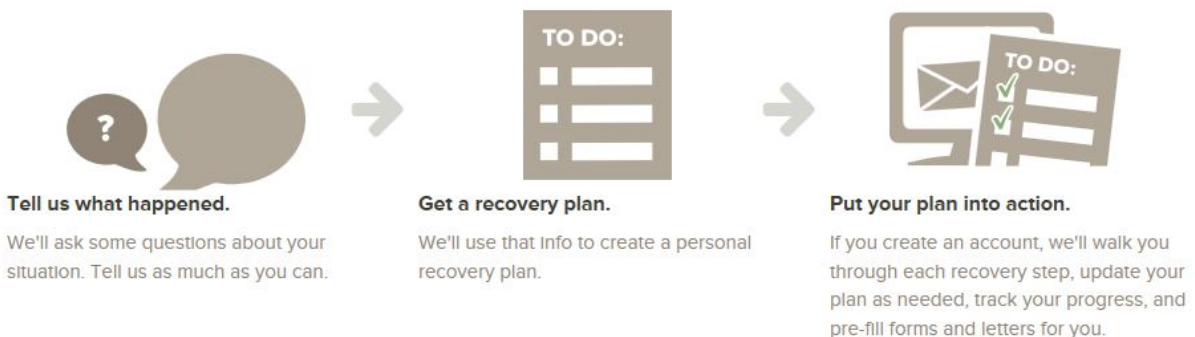 ?
TO DO:
TO DO:
Tell us what happened.
We'll ask some questions about your
situation. Tell us as much as you can.
Get a recovery plan.
We'll use that info to create a personal
recovery plan.
Put your plan into action.
If you create an account, we'll walk you
through each recovery step, update your
plan as needed, track your progress, and
pre-fill forms and letters for you.